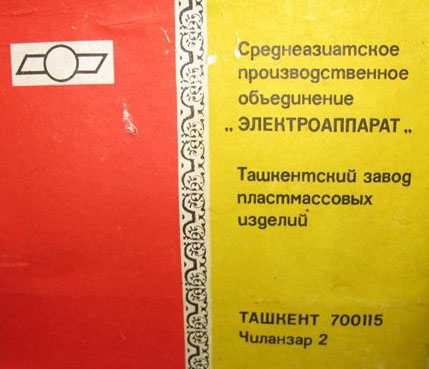 Среднеазиатское
производственное
объединение
„ЭЛЕКТРОАППАРАТ„
Ташкентский завод
пластмассовых
изделий
ТАШКЕНТ 700115
Чиланзар 2